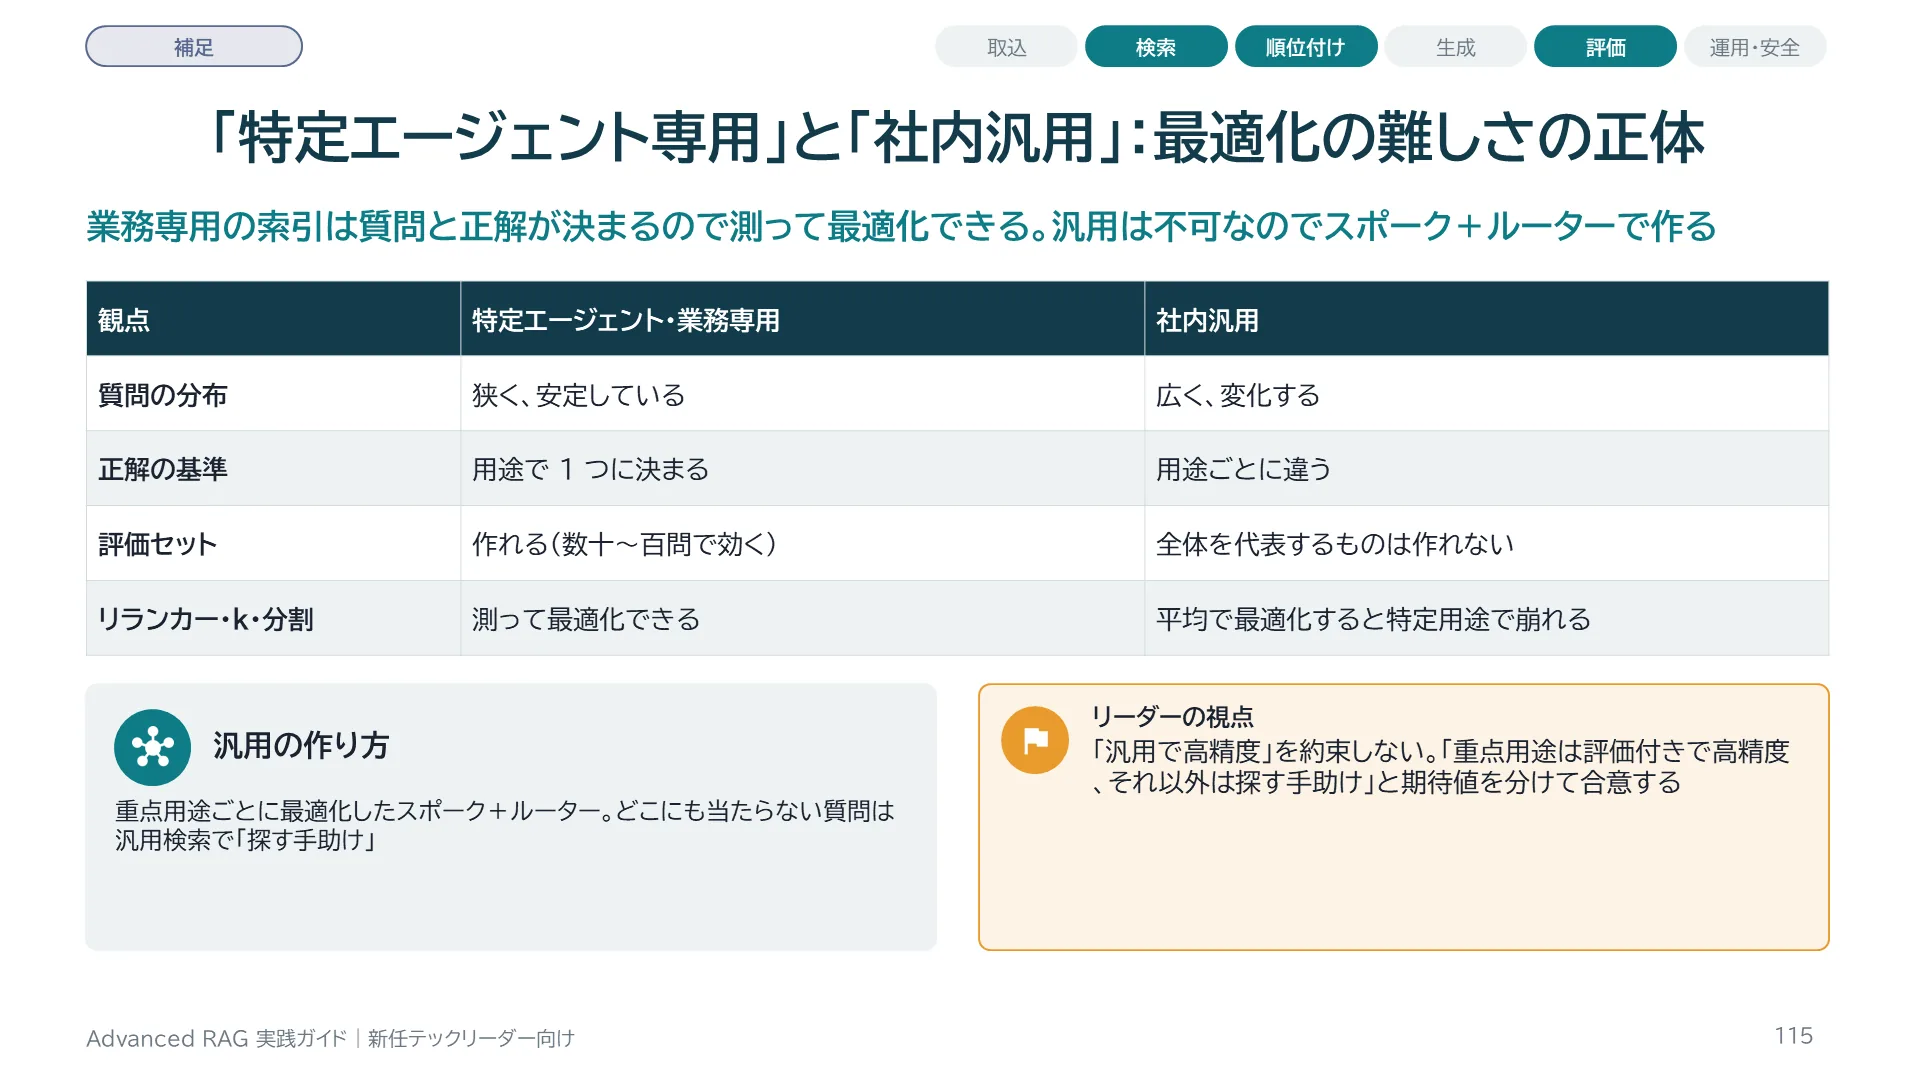 補足
取込
検索
順位付け
生成
評価
運用・安全
「特定エージェント専用」と「社内汎用」：最適化の難しさの正体
業務専用の索引は質問と正解が決まるので測って最適化できる。汎用は不可なのでスポーク＋ルーターで作る
観点 特定エージェント・業務専用 社内汎用
質問の分布 狭く、安定している 広く、変化する
正解の基準 用途で 1 つに決まる 用途ごとに違う
評価セット 作れる（数十～百問で効く） 全体を代表するものは作れない
リランカー・k・分割 測って最適化できる 平均で最適化すると特定用途で崩れる
汎用の作り方
重点用途ごとに最適化したスポーク＋ルーター。どこにも当たらない質問は
汎用検索で「探す手助け」
リーダーの視点
「汎用で高精度」を約束しない。「重点用途は評価付きで高精度
、それ以外は探す手助け」と期待値を分けて合意する
Advanced RAG 実践ガイド｜新任テックリーダー向け
115